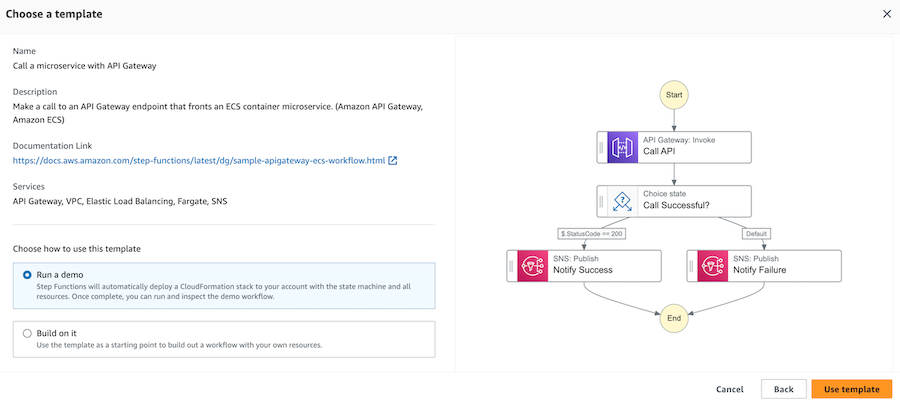 Choose a template
Name
Call a microservice with API Gateway
Description
Make a call to an API Gateway endpoint that fronts an ECS container microservice. (Amazon API Gateway,
Amazon ECS)
Documentation Link
https://docs.aws.amazon.com/step-functions/latest/dg/sample-apigateway-ecs-workflow.html
Services
API Gateway, VPC, Elastic Load Balancing, Fargate, SNS
Choose how to use this template
Run a demo
Step Functions will automatically deploy a CloudFormation stack to your account with the state machine and all
resources. Once complete, you can run and inspect the demo workflow.
Build on it
Use the template as a starting point to build out a workflow with your own resources.
Start
API Gateway: Invoke
Call API
Choice state
Call Successful?
$.StatusCode == 200
Default
SNS: Publish
Notify Success
SNS: Publish
Notify Failure
End
Cancel
Back
Use template